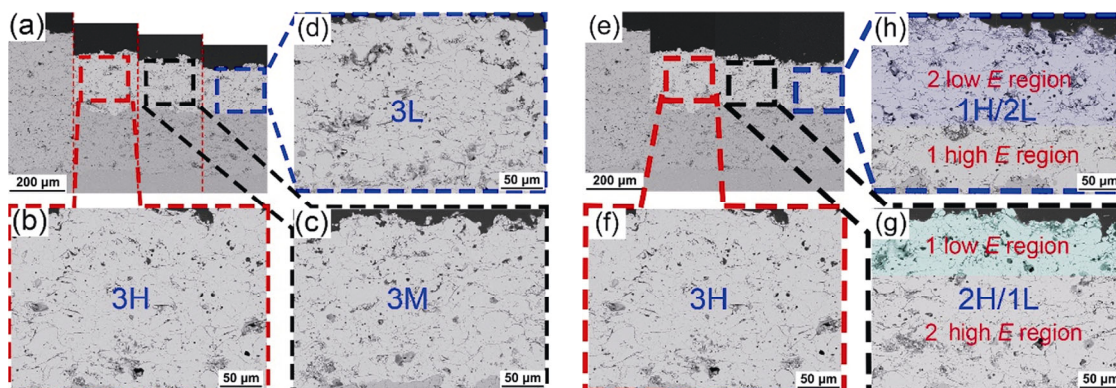 (a)
200 µm
(d)
3L
50 µm
(b)
3H
50 µm
(c)
3M
50 µm
(e)
200 µm
(h)
2 low E region
1H/2L
1 high E region
50 µm
(f)
3H
50 µm
(g)
1 low E region
2H/1L
2 high E region
50 µm